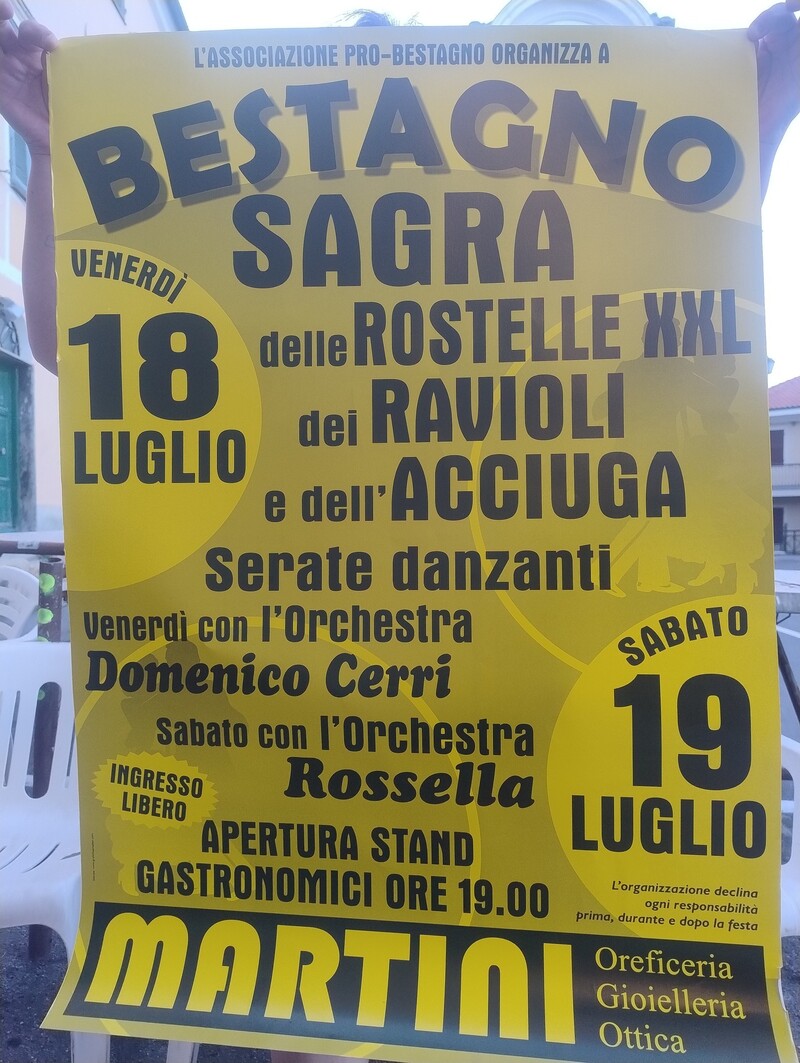 L'ASSOCIAZIONE PRO-BESTAGNO ORGANIZZA A
BESTAGNO
SAGRA
VENERDÌ
18
LUGLIO
delle ROSTELLE XXL
dei RAVIOLI
e dell'ACCIUGA
Serate danzanti
Venerdì con l'Orchestra
Domenico Cerri
Sabato con l'Orchestra
Rossella
SABATO
19
LUGLIO
INGRESSO
LIBERO
APERTURA STAND
GASTRONOMICI ORE 19.00
L'organizzazione declina
ogni responsabilità
prima, durante e dopo la festa
MARTINI
Oreficeria
Gioielleria
Ottica